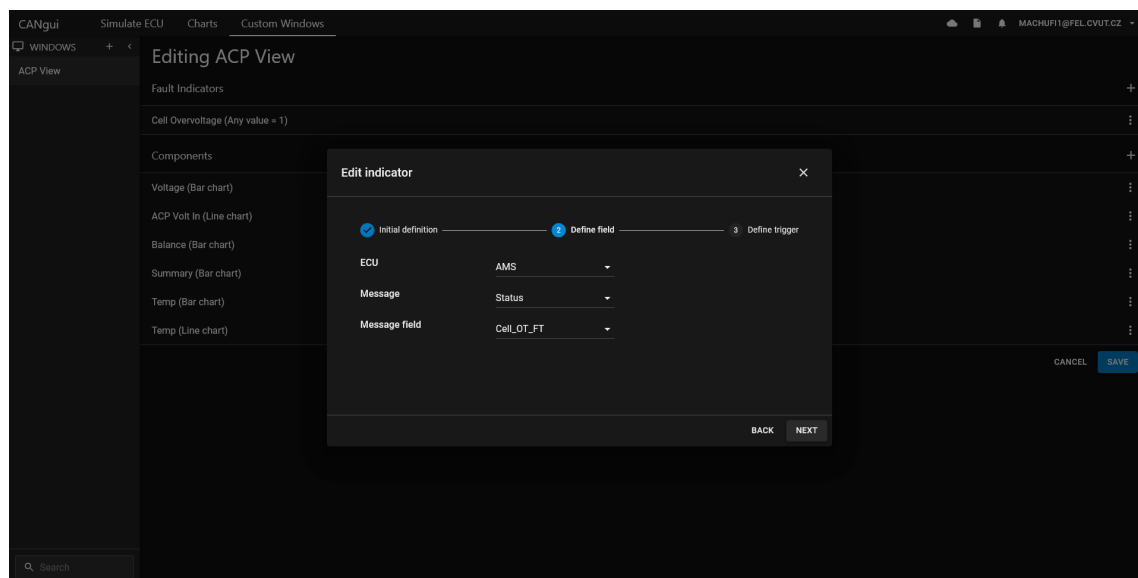 CANgui Simulate ECU Charts Custom Windows MACHUFI1@FEL.CVUT.CZ
WINDOWS + <
ACP View
Editing ACP View
Fault Indicators +
Cell Overvoltage (Any value = 1)
Components +
Voltage (Bar chart)
ACP Volt In (Line chart)
Balance (Bar chart)
Summary (Bar chart)
Temp (Bar chart)
Temp (Line chart)
CANCEL SAVE
Edit indicator ×
Initial definition 2 Define field 3 Define trigger
ECU AMS
Message Status
Message field Cell_OT_FT
BACK NEXT
Search